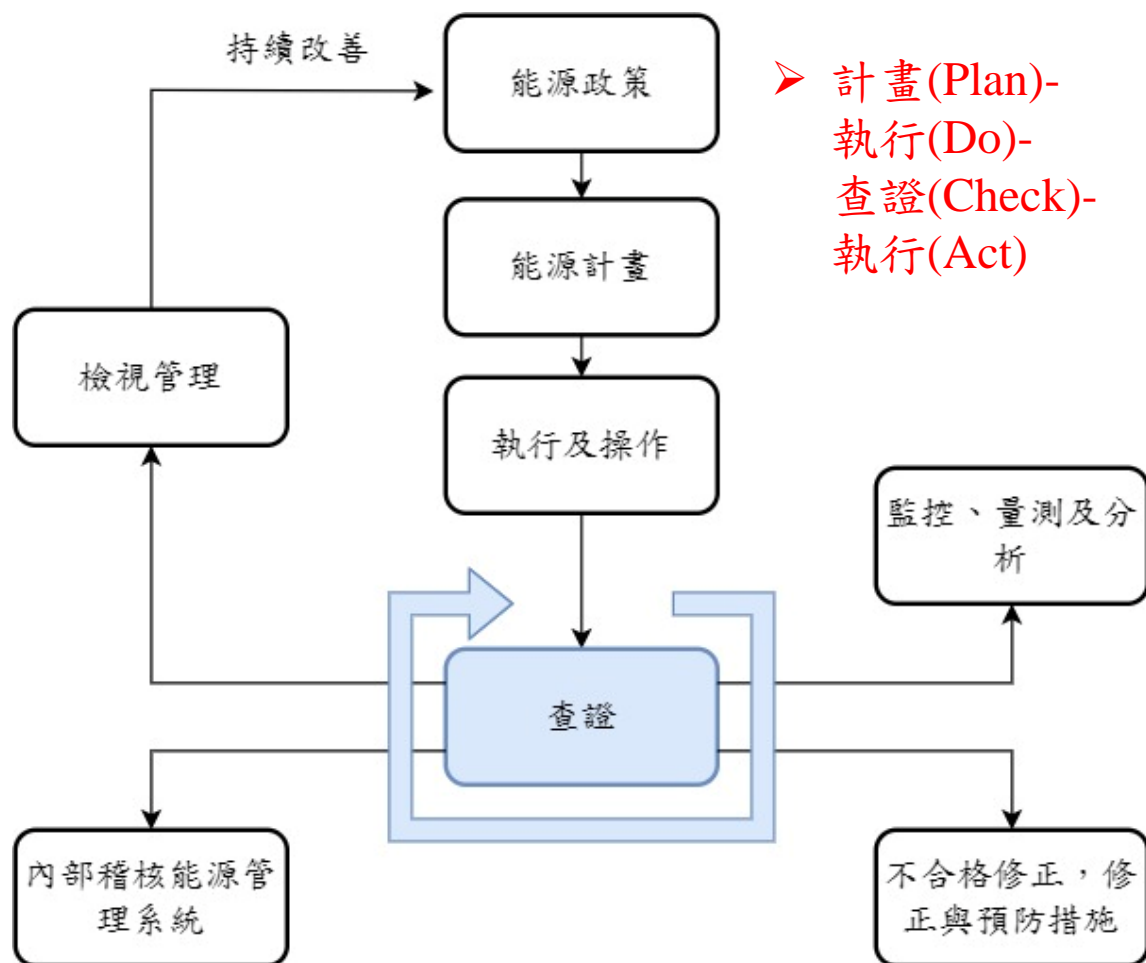 持續改善
能源政策
➤ 計畫(Plan)-
執行(Do)-
查證(Check)-
執行(Act)
能源計畫
檢視管理
執行及操作
監控、量測及分
析
查證
內部稽核能源管
理系統
不合格修正，修
正與預防措施